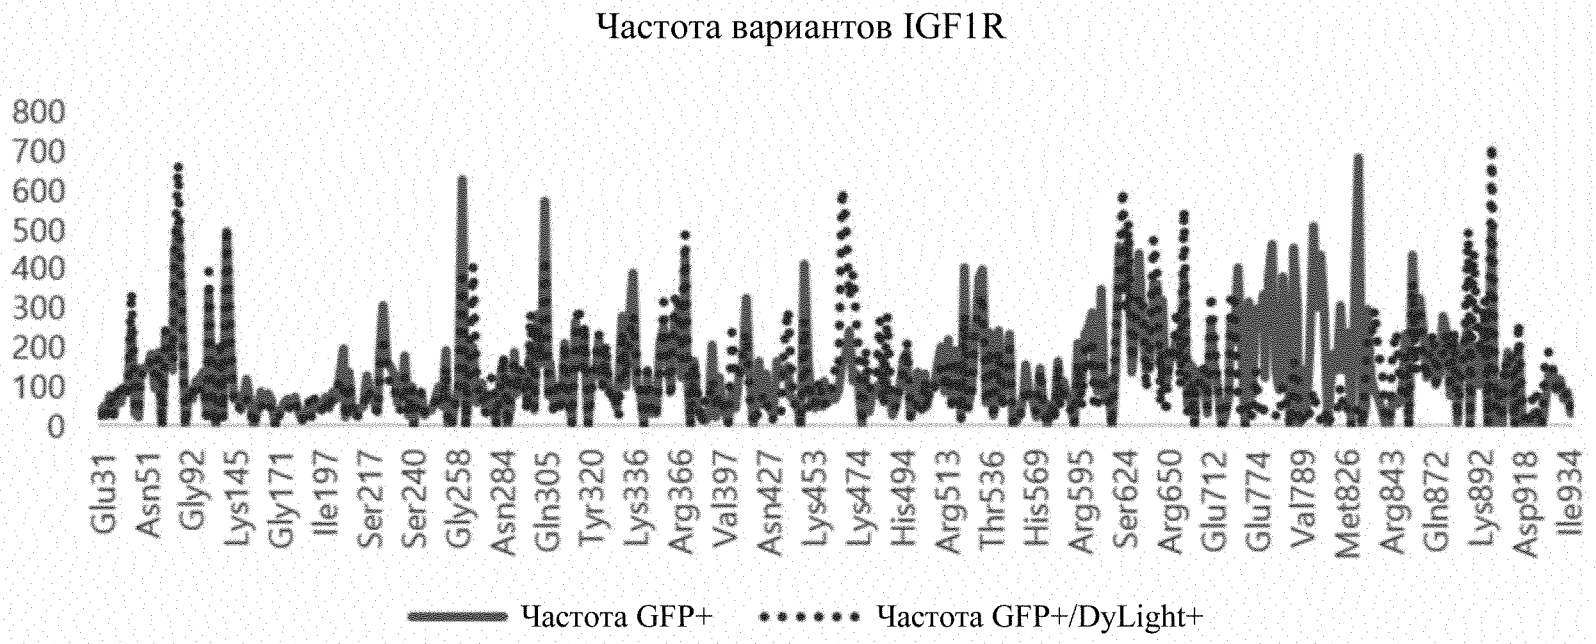 Частота вариантов IGF1R
800
700
600
500
400
300
200
100
0
Glu31
Asn51
Gly92
Lys145
Gly171
Ile197
Ser217
Ser240
Gly258
Asn284
Gln305
Tyr320
Lys336
Arg366
Val397
Asn427
Lys453
Lys474
His494
Arg513
Thr536
His569
Arg595
Ser624
Arg650
Glu712
Glu774
Val789
Met826
Arg843
Gln872
Lys892
Asp918
Ile934
Частота GFP+ Частота GFP+/DyLight+